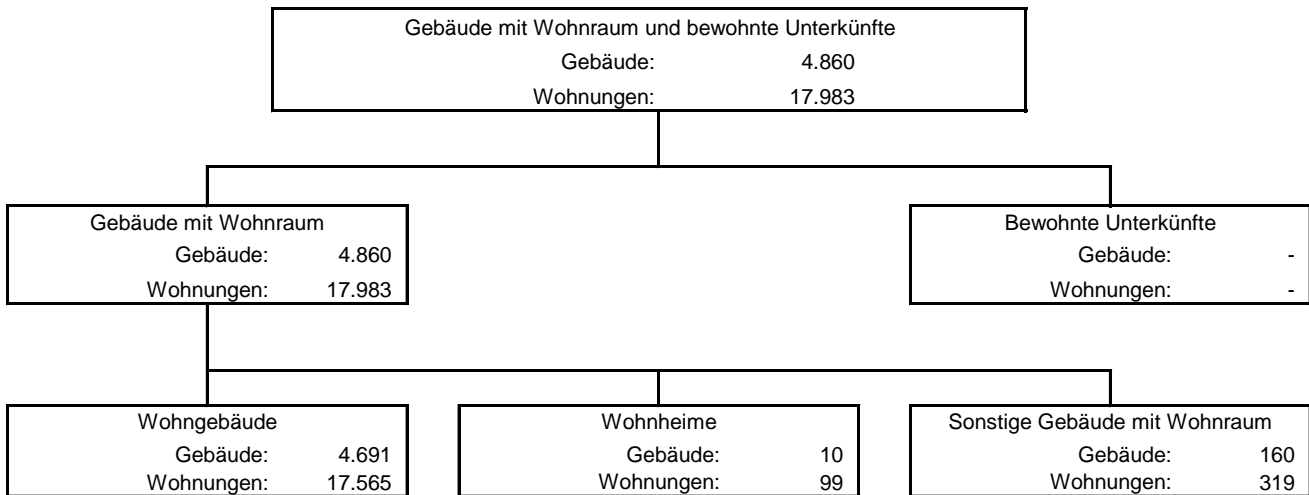 Gebäude mit Wohnraum und bewohnte Unterkünfte
Gebäude: 4.860
Wohnungen: 17.983
Gebäude mit Wohnraum
Gebäude: 4.860
Wohnungen: 17.983
Bewohnte Unterkünfte
Gebäude: -
Wohnungen: -
Wohngebäude
Gebäude: 4.691
Wohnungen: 17.565
Wohnheime
Gebäude: 10
Wohnungen: 99
Sonstige Gebäude mit Wohnraum
Gebäude: 160
Wohnungen: 319